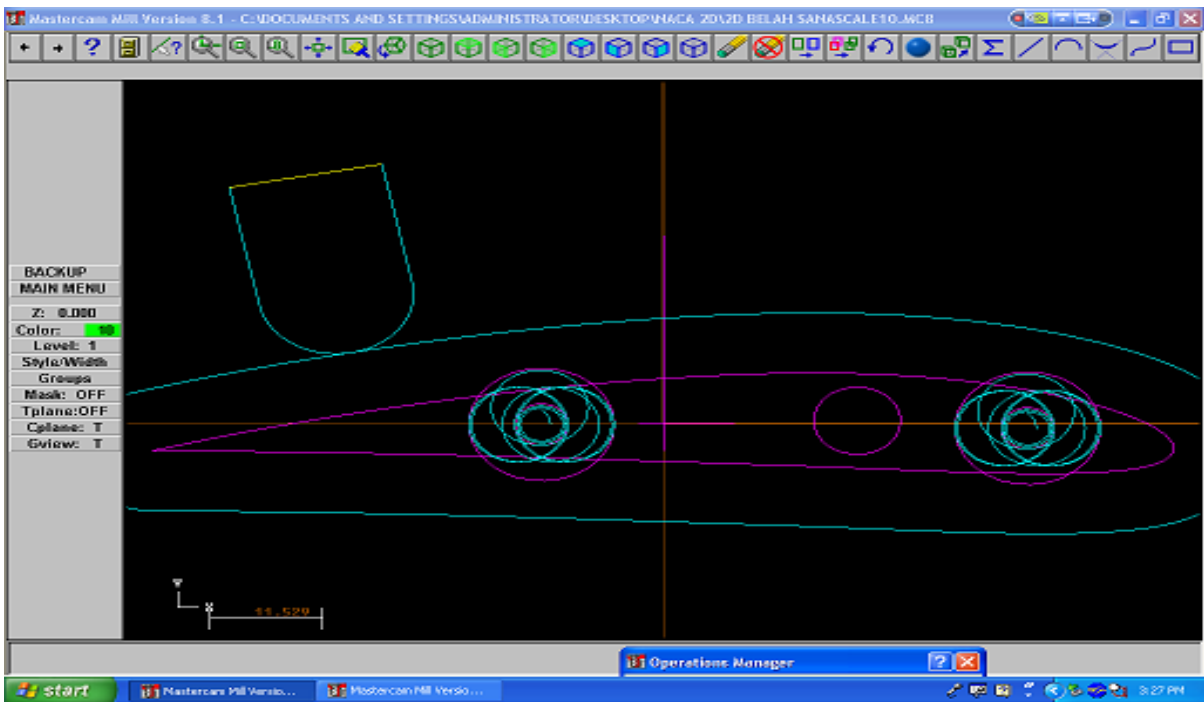 Mastercam Mill Version 8.1 - C:\DOCUMENTS AND SETTINGS\ADMINISTRATOR\DESKTOP\NACA 2D\2D BELAH SANASCALE10.MC8
BACKUP
MAIN MENU
Z: 0.000
Color: 10
Level: 1
Style/Width
Groups
Mask: OFF
Tplane:OFF
Cplane: T
Gview: T
Y
X
11.529
Operations Manager
start
Mastercam Mill Versio...
Mastercam Mill Versio...
3:27 PM